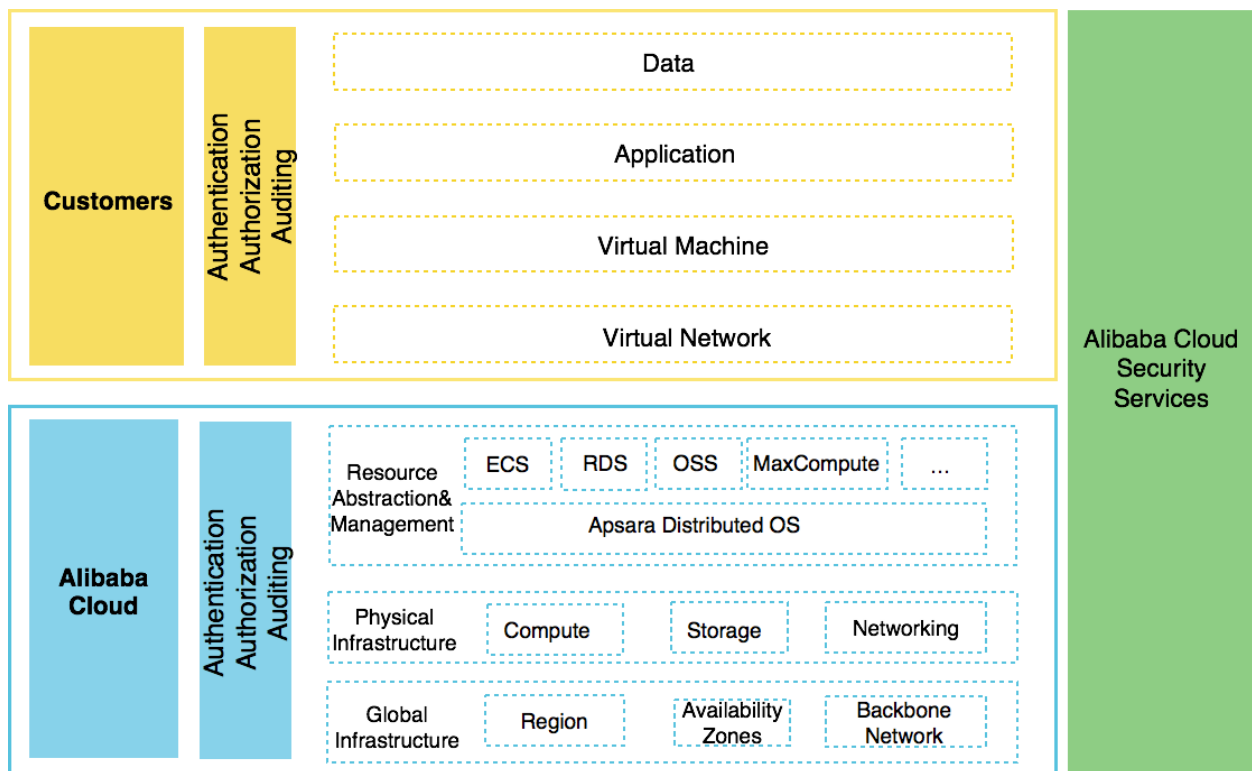 Customers
Authentication
Authorization
Auditing
Data
Application
Virtual Machine
Virtual Network
Alibaba Cloud
Security
Services
Alibaba
Cloud
Authentication
Authorization
Auditing
Resource
Abstraction&
Management
ECS
RDS
OSS
MaxCompute
...
Apsara Distributed OS
Physical
Infrastructure
Compute
Storage
Networking
Global
Infrastructure
Region
Availability
Zones
Backbone
Network